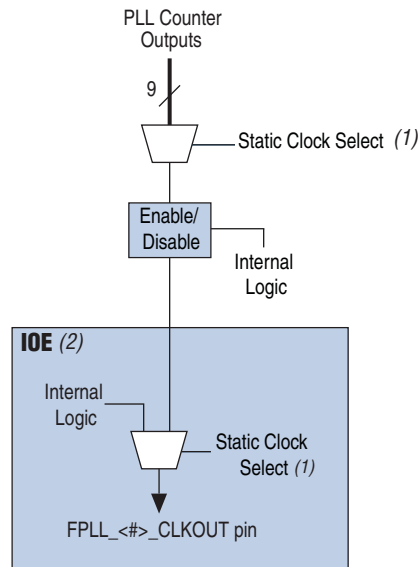 PLL Counter
Outputs
9
Static Clock Select (1)
Enable/
Disable
Internal
Logic
IOE (2)
Internal
Logic
Static Clock
Select (1)
FPLL_<#>_CLKOUT pin